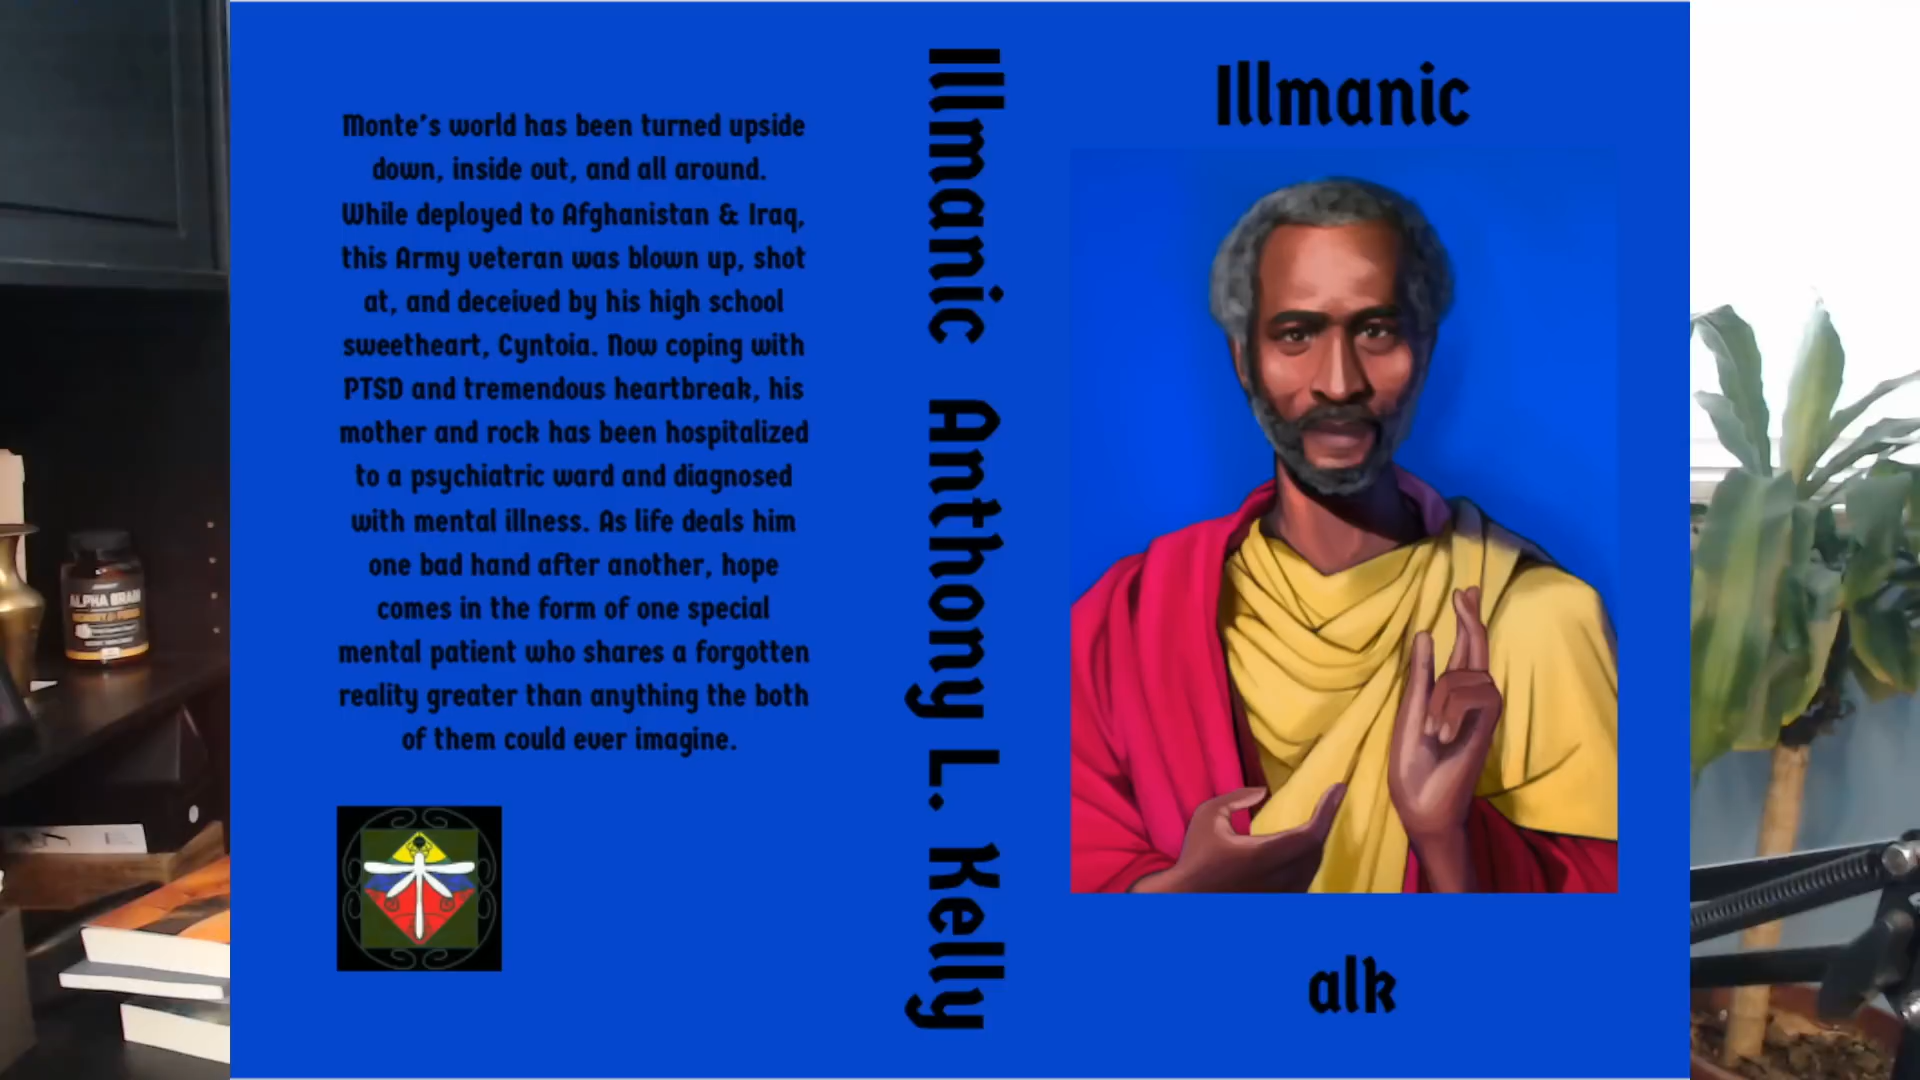 Monte's world has been turned upside
down, inside out, and all around.
While deployed to Afghanistan & Iraq,
this Army veteran was blown up, shot
at, and deceived by his high school
sweetheart, Cyntoia. Now coping with
PTSD and tremendous heartbreak, his
mother and rock has been hospitalized
to a psychiatric ward and diagnosed
with mental illness. As life deals him
one bad hand after another, hope
comes in the form of one special
mental patient who shares a forgotten
reality greater than anything the both
of them could ever imagine.
Illmanic Anthony L. Kelly
Illmanic
alk
ALPHA BRAIN